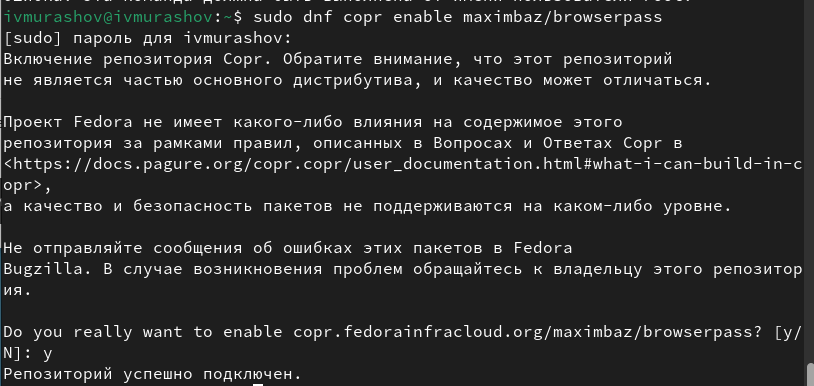 ivmurashov@ivmurashov:~$ sudo dnf copr enable maximbaz/browserpass
[sudo] пароль для ivmurashov:
Включение репозитория Copr. Обратите внимание, что этот репозиторий
не является частью основного дистрибутива, и качество может отличаться.
Проект Fedora не имеет какого-либо влияния на содержимое этого
репозитория за рамками правил, описанных в Вопросах и Ответах Copr в
<https://docs.pagure.org/copr.copr/user_documentation.html#what-i-can-build-in-c
opr>,
а качество и безопасность пакетов не поддерживаются на каком-либо уровне.
Не отправляйте сообщения об ошибках этих пакетов в Fedora
Bugzilla. В случае возникновения проблем обращайтесь к владельцу этого репозитор
ия.
Do you really want to enable copr.fedorainfracloud.org/maximbaz/browserpass? [y/
N]: y
Репозиторий успешно подключен.